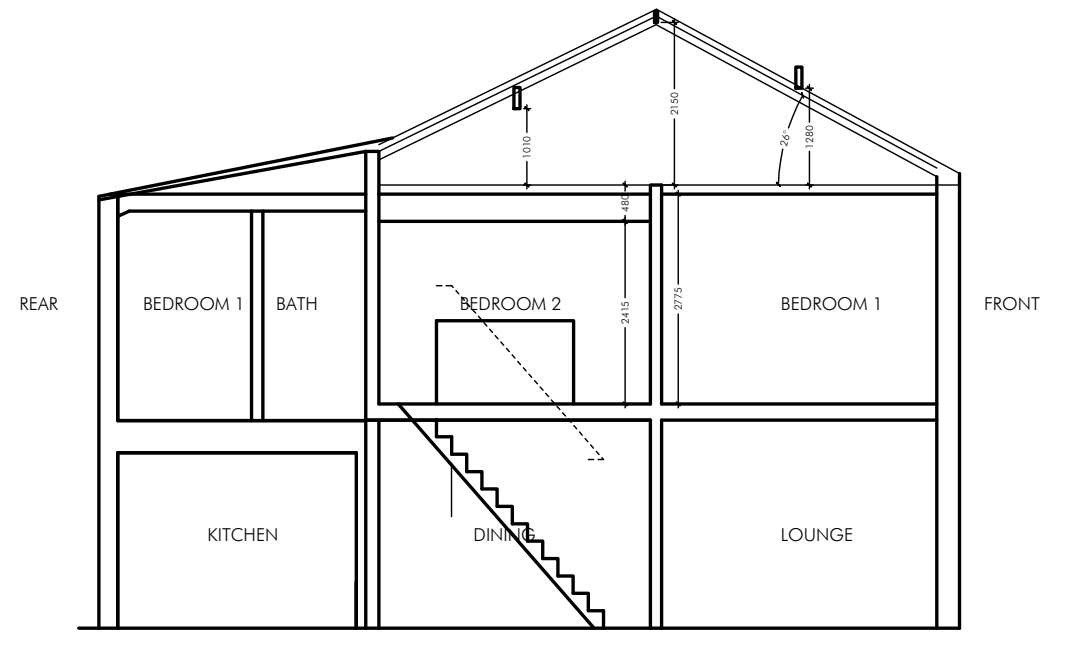 2150
26°
1280
1010
480
REAR
BEDROOM 1
BATH
BEDROOM 2
2415
2775
BEDROOM 1
FRONT
KITCHEN
DINING
LOUNGE